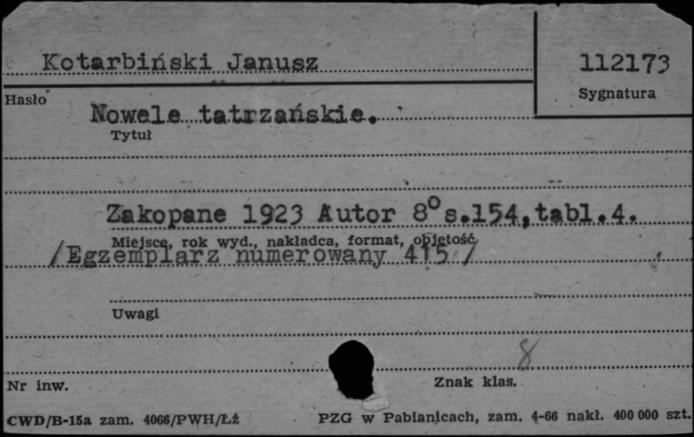 Kotarbiński Janusz
112173
Hasło
Sygnatura
Nowele tatrzańskie.
Tytuł
Zakopane 1923 Autor 8° s.154, tabl.4.
Miejsce, rok wyd., nakładca, format, objętość
/Egzemplarz numerowany 415 /
Uwagi
8
Nr inw.
Znak klas.
CWD/B-15a zam. 4066/PWH/Łź
PZG w Pabianicach, zam. 4-66 nakł. 400 000 szt.